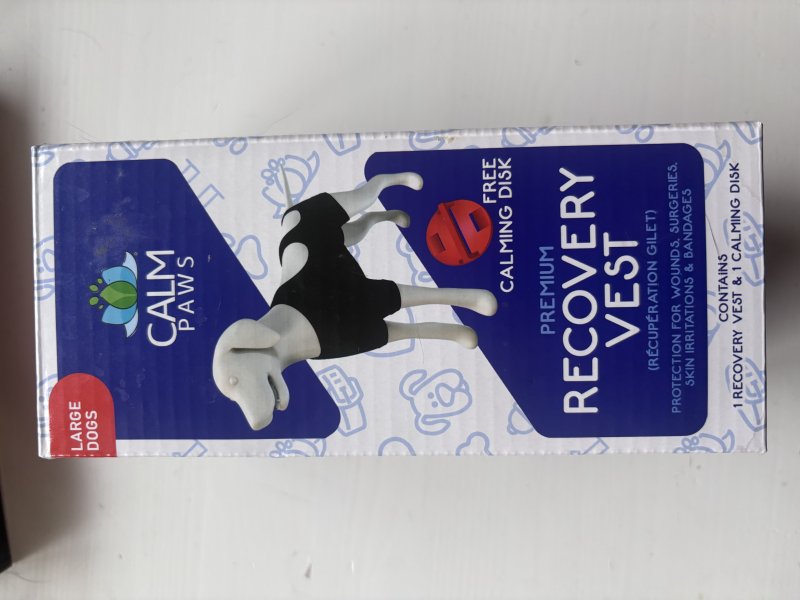 LARGE
DOGS
CALM
PAWS
FREE
CALMING DISK
PREMIUM
RECOVERY
VEST
(RÉCUPÉRATION GILET)
PROTECTION FOR WOUNDS, SURGERIES,
SKIN IRRITATIONS & BANDAGES
CONTAINS
1 RECOVERY VEST & 1 CALMING DISK